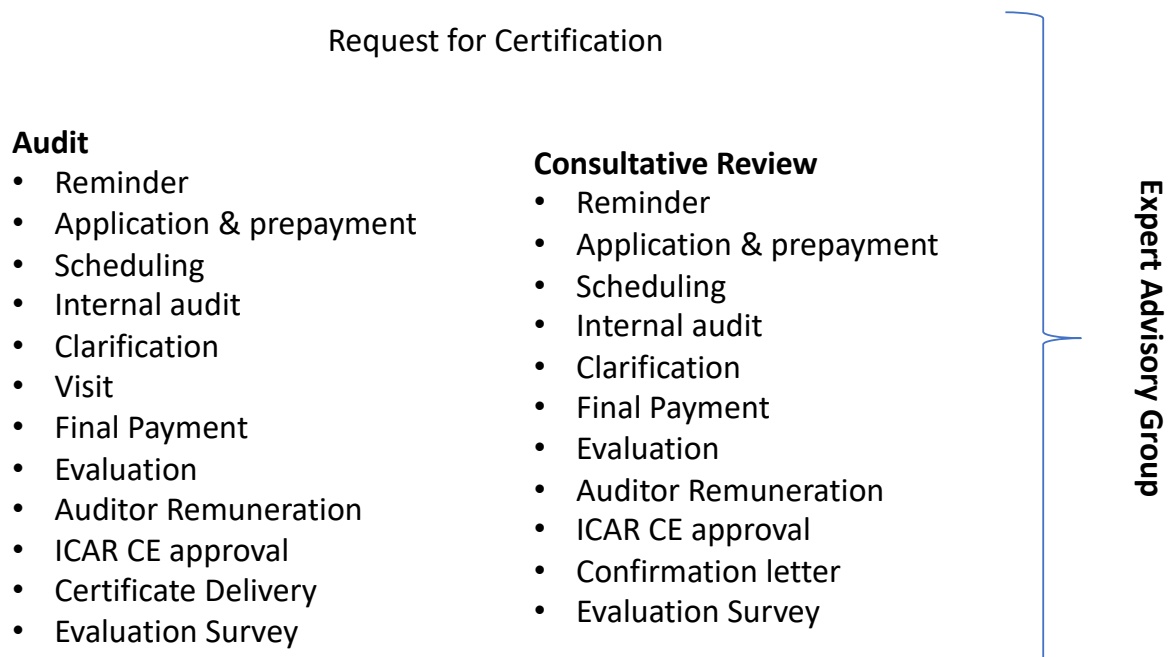 Request for Certification
Audit
• Reminder
• Application & prepayment
• Scheduling
• Internal audit
• Clarification
• Visit
• Final Payment
• Evaluation
• Auditor Remuneration
• ICAR CE approval
• Certificate Delivery
• Evaluation Survey
Consultative Review
• Reminder
• Application & prepayment
• Scheduling
• Internal audit
• Clarification
• Final Payment
• Evaluation
• Auditor Remuneration
• ICAR CE approval
• Confirmation letter
• Evaluation Survey
Expert Advisory Group